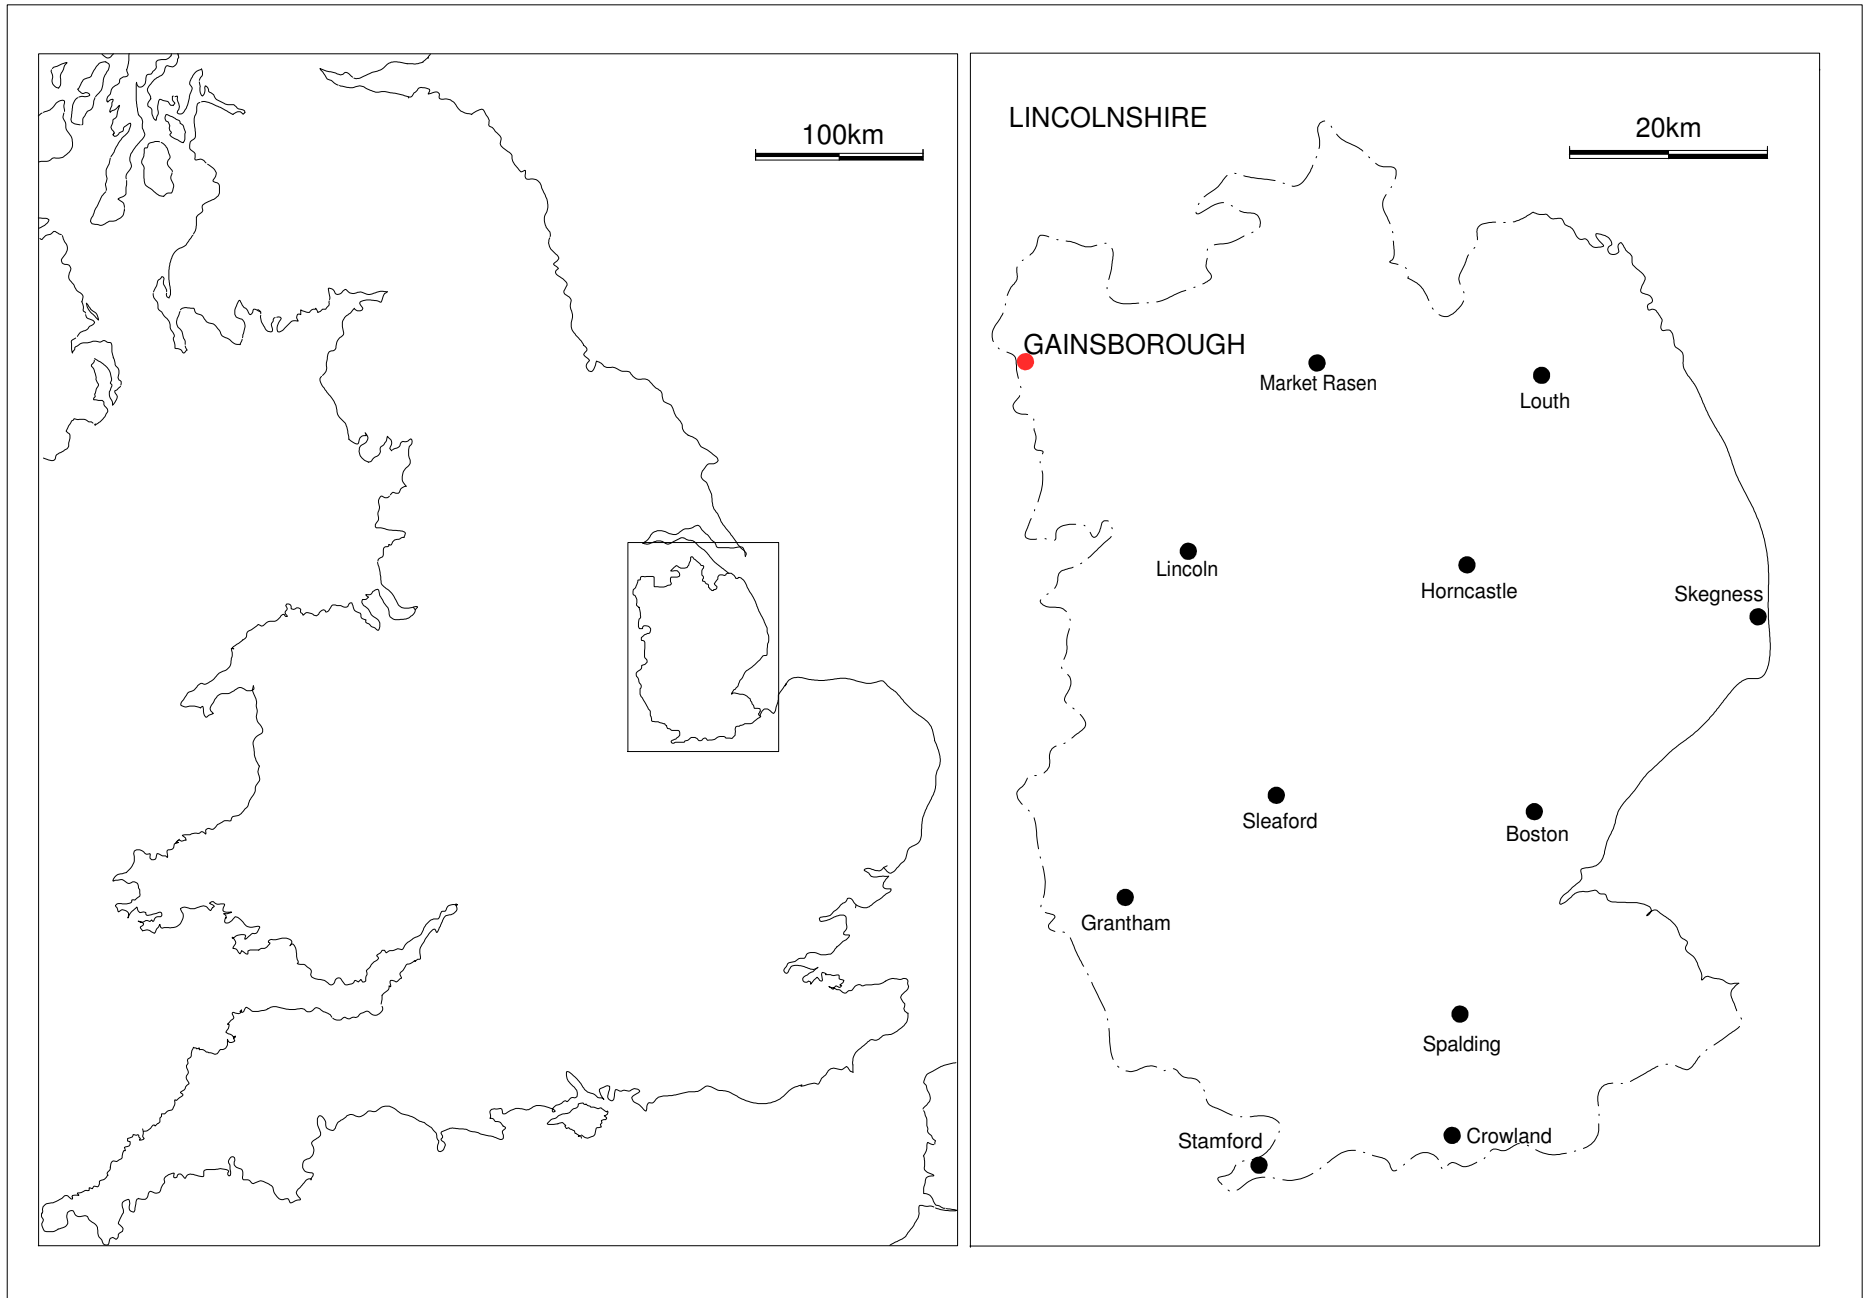 100km
LINCOLNSHIRE
20km
GAINSBOROUGH
Market Rasen
Louth
Lincoln
Horncastle
Skegness
Sleaford
Boston
Grantham
Spalding
Stamford
Crowland